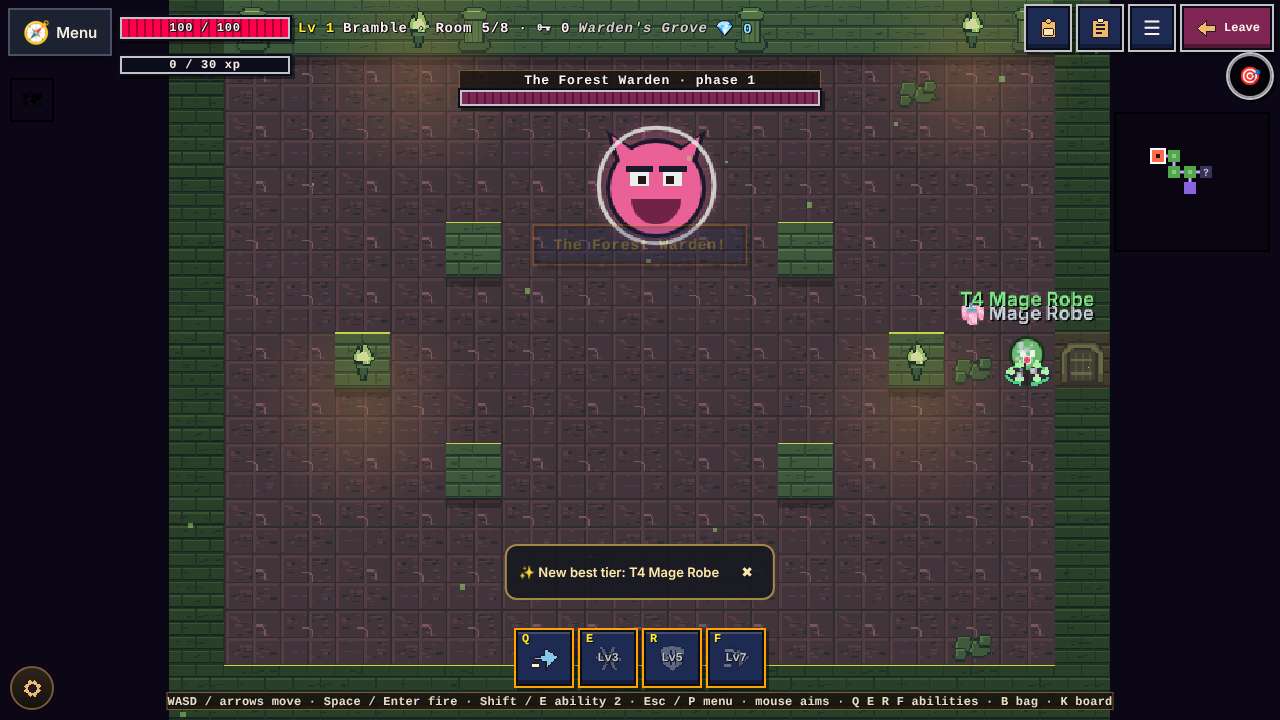 Menu
100 / 100
Lv 1 Bramble · Room 5/8 · 0 Warden's Grove 0
Leave
0 / 30 xp
The Forest Warden · phase 1
The Forest Warden!
?
T4 Mage Robe
Mage Robe
✨ New best tier: T4 Mage Robe ✖
Q E R F
Lv3 Lv5 Lv7
WASD / arrows move · Space / Enter fire · Shift / E ability 2 · Esc / P menu · mouse aims · Q E R F abilities · B bag · K board